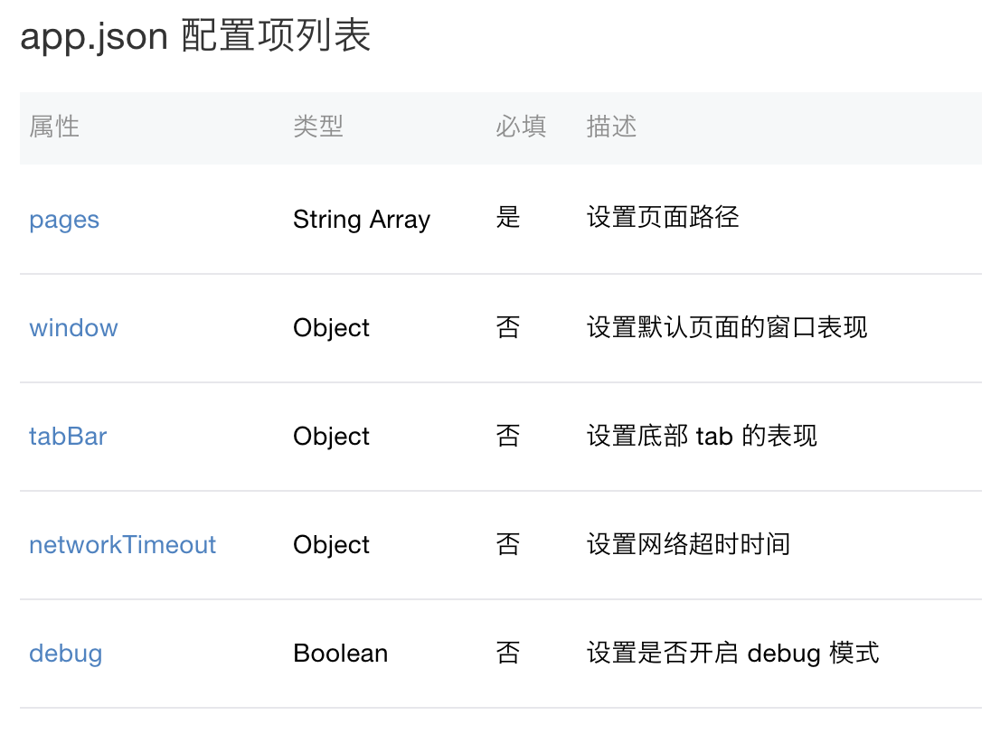 app.json 配置项列表
属性 类型 必填 描述
pages String Array 是 设置页面路径
window Object 否 设置默认页面的窗口表现
tabBar Object 否 设置底部 tab 的表现
networkTimeout Object 否 设置网络超时时间
debug Boolean 否 设置是否开启 debug 模式